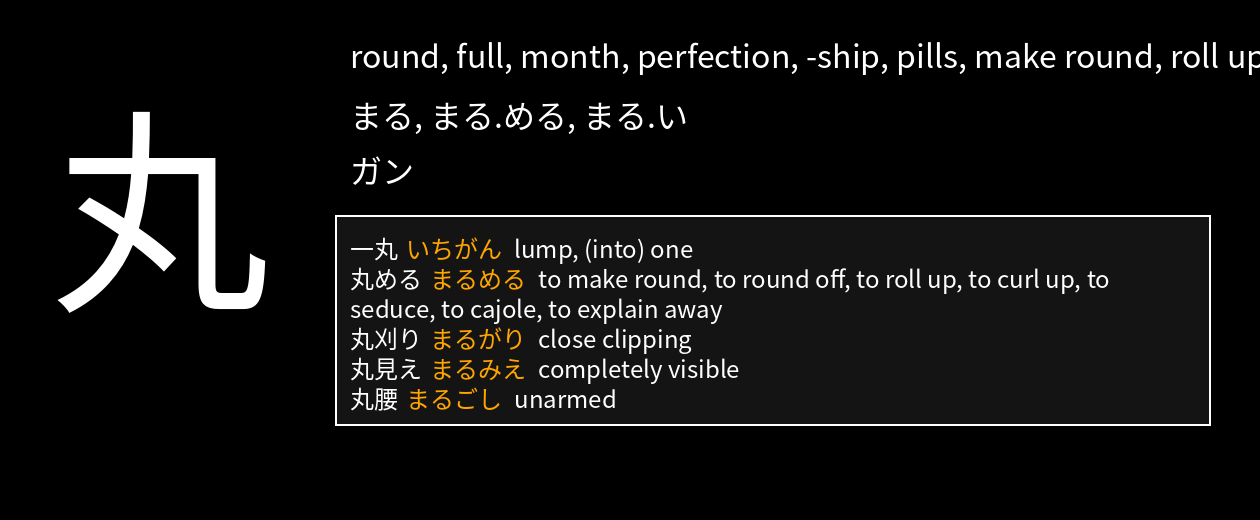 丸
round, full, month, perfection, -ship, pills, make round, roll up
まる, まる.める, まる.い
ガン
一丸 いちがん lump, (into) one
丸める まるめる to make round, to round off, to roll up, to curl up, to
seduce, to cajole, to explain away
丸刈り まるがり close clipping
丸見え まるみえ completely visible
丸腰 まるごし unarmed